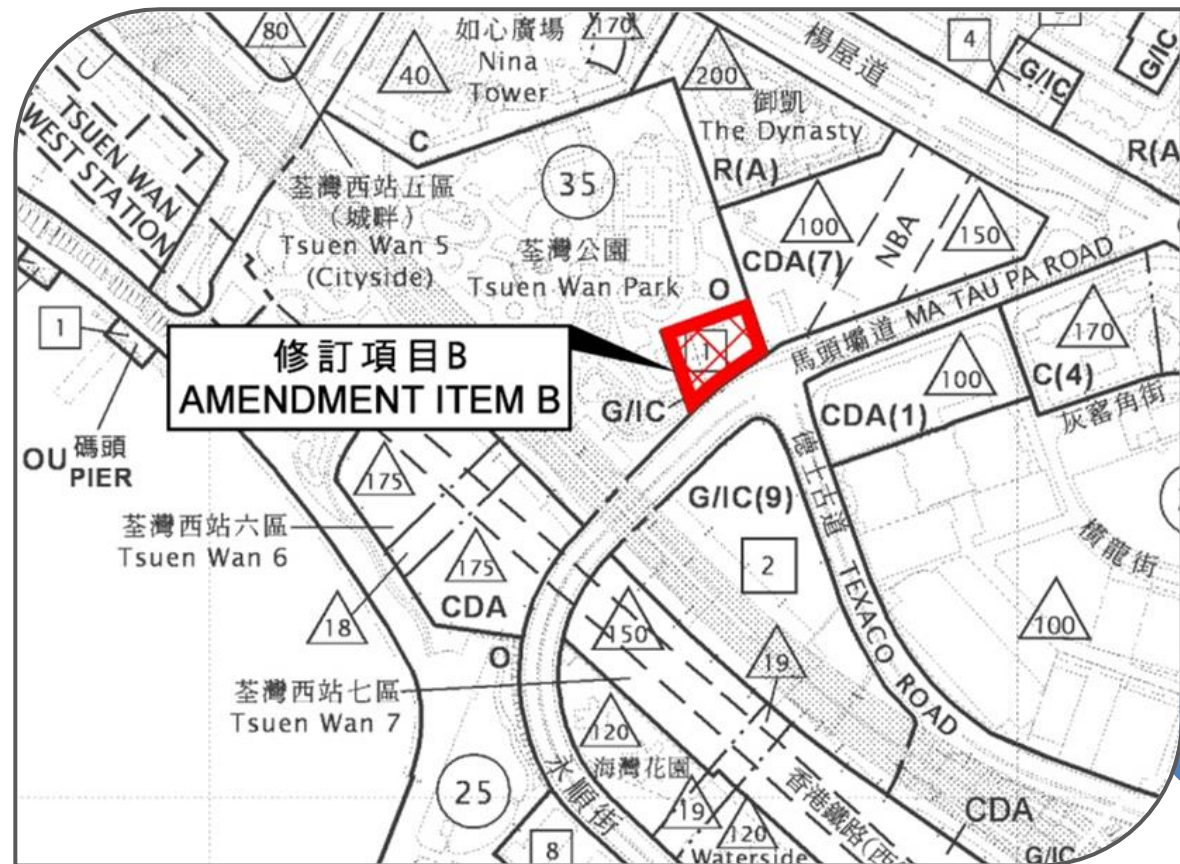 80
如心廣場
Nina
Tower
170
40
C
200
御凱
The Dynasty
R(A)
楊屋道
4
G/IC
G/IC
R(A
TSUEN WAN
WEST STATION
荃灣西站五區
(城畔)
Tsuen Wan 5
(Cityside)
35
荃灣公園
Tsuen Wan Park
O
100
CDA(7)
NBA
150
馬頭壩道 MA TAU PA ROAD
1
修訂項目B
AMENDMENT ITEM B
1
G/IC
170
C(4)
100
CDA(1)
灰窰角街
OU
碼頭
PIER
175
荃灣西站六區
Tsuen Wan 6
175
CDA
18
G/IC(9)
2
德士古道 TEXACO ROAD
橫龍街
100
O
150
19
荃灣西站七區
Tsuen Wan 7
120
海灣花園
25
永順街
19
120
Waterside
香港鐵路(西
CDA
8
G/IC